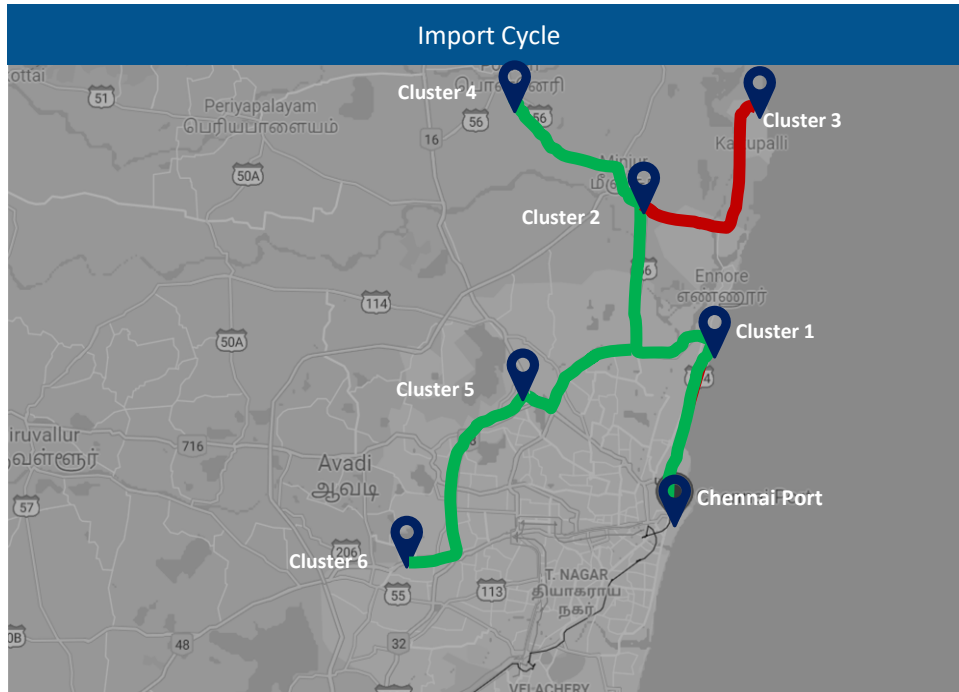 Import Cycle
Cluster 4
Cluster 3
51
Periyapalayam
பெரியபாளையம்
56
56
16
50A
Minjur
Cluster 2
Ennore
எண்ணூர்
114
50A
Cluster 1
Cluster 5
716
Avadi
ஆவடி
57
Chennai Port
206
Cluster 6
T. NAGAR
தியாகராய
நகர்
55
113
32
48
VELACHERY